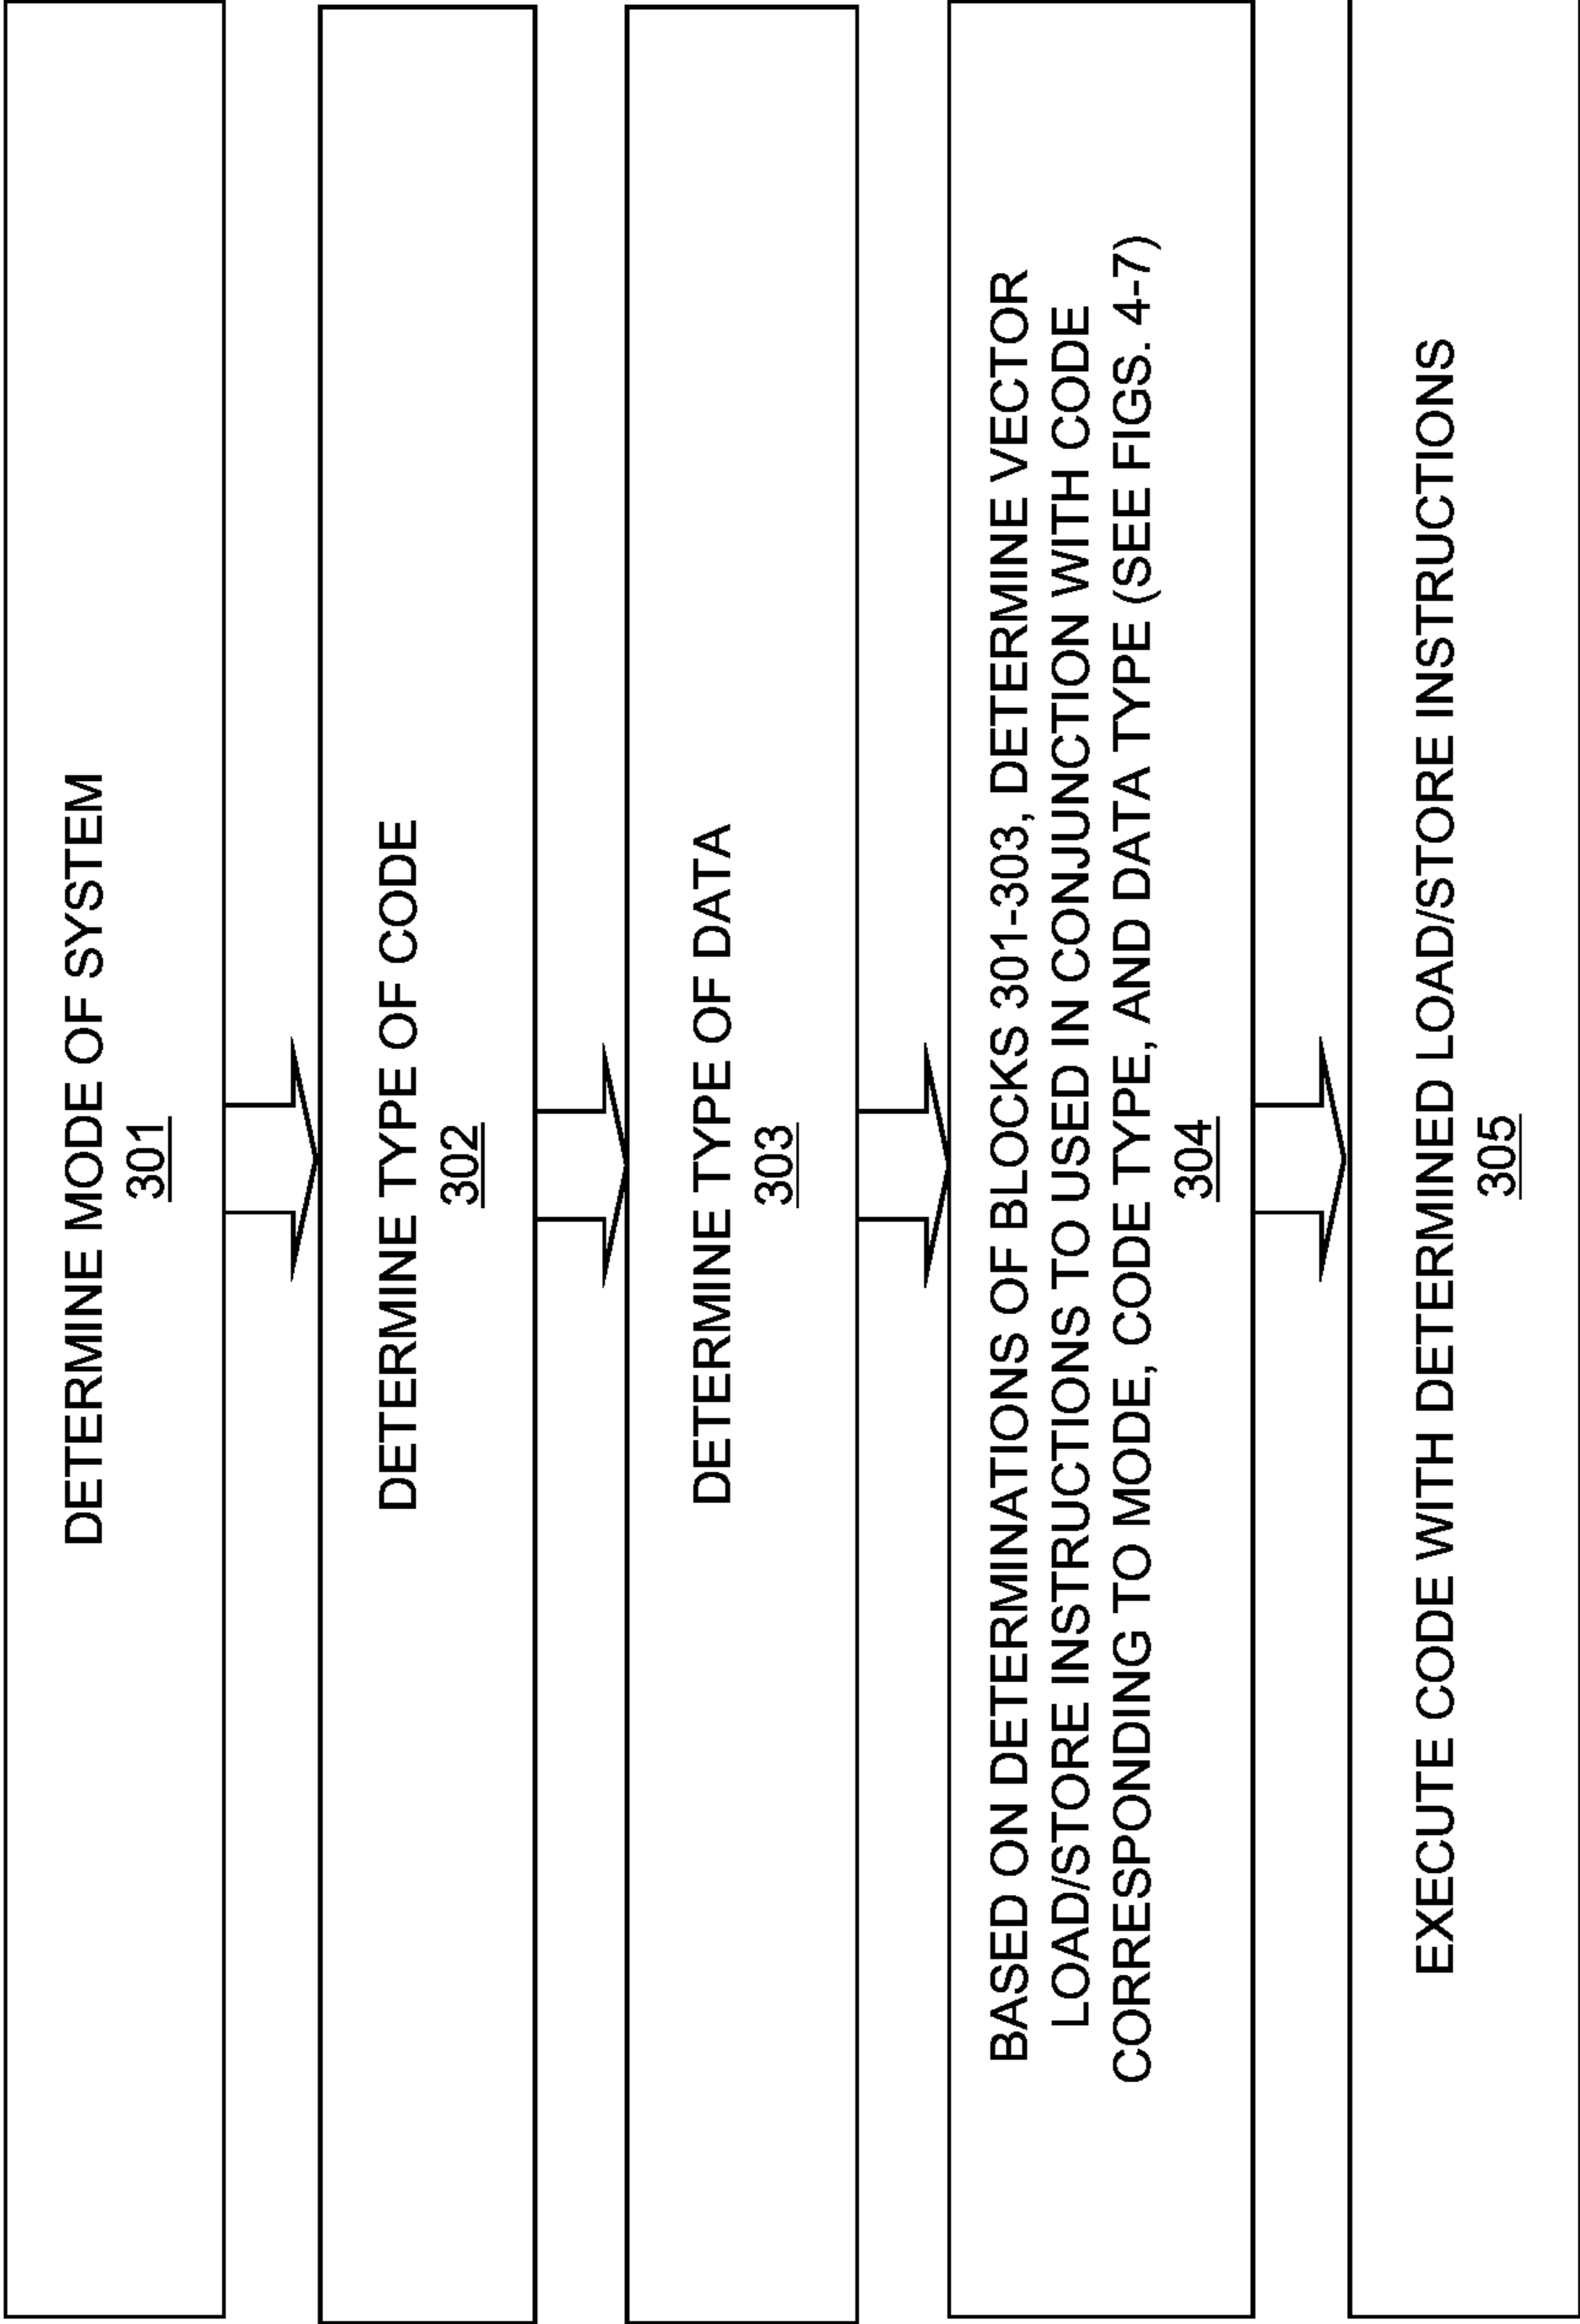 DETERMINE MODE OF SYSTEM
301
DETERMINE TYPE OF CODE
302
DETERMINE TYPE OF DATA
303
BASED ON DETERMINATIONS OF BLOCKS 301-303, DETERMINE VECTOR
LOAD/STORE INSTRUCTIONS TO USED IN CONJUNCTION WITH CODE
CORRESPONDING TO MODE, CODE TYPE, AND DATA TYPE (SEE FIGS. 4-7)
304
EXECUTE CODE WITH DETERMINED LOAD/STORE INSTRUCTIONS
305